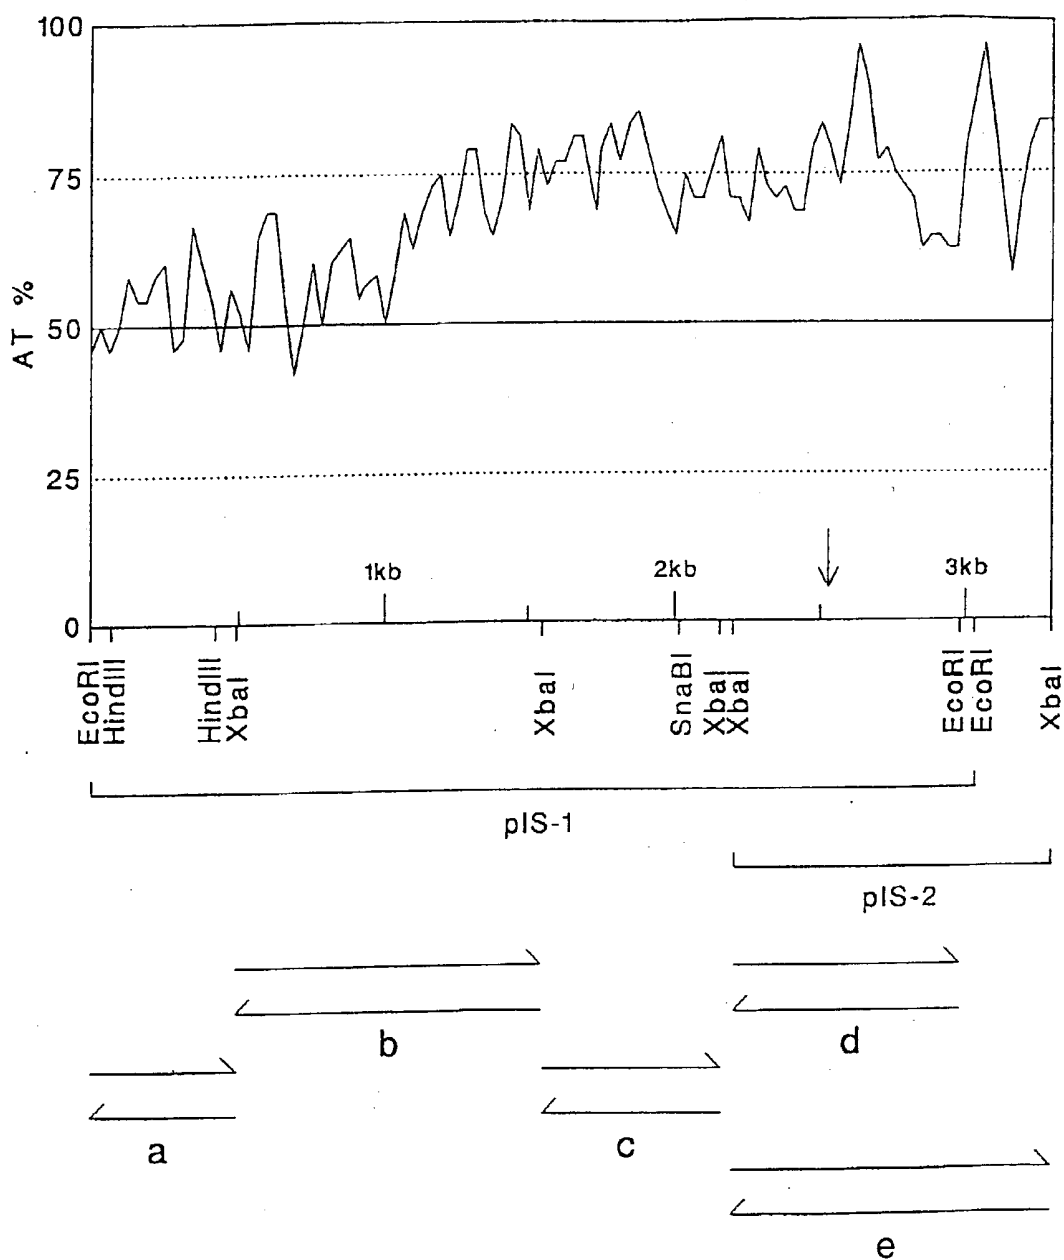 100
75
50
25
0
AT %
1kb
2kb
3kb
EcoRI
HindIII
HindIII
XbaI
XbaI
SnaBI
XbaI
XbaI
EcoRI
EcoRI
XbaI
pIS-1
pIS-2
b
d
a
c
e